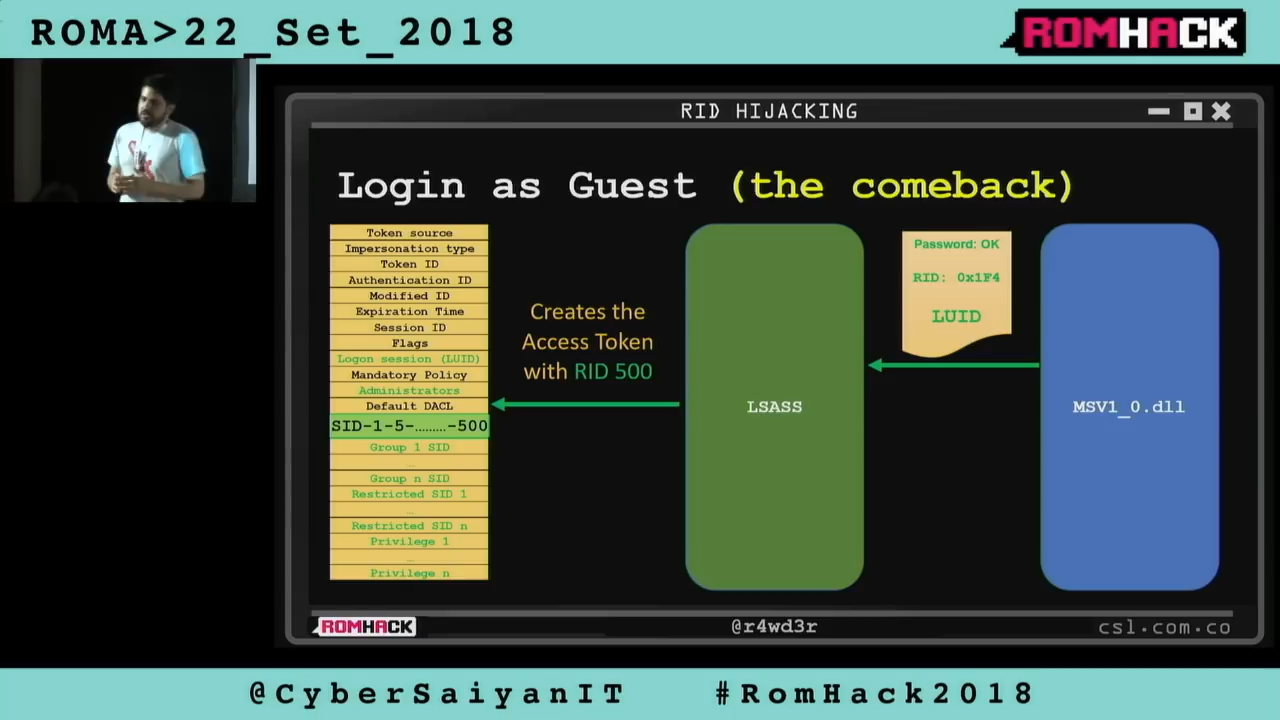 ROMA>22_Set_2018
ROMHACK
RID HIJACKING
Login as Guest (the comeback)
Token source
Impersonation type
Token ID
Authentication ID
Modified ID
Expiration Time
Session ID
Flags
Logon session (LUID)
Mandatory Policy
Administrators
Default DACL
SID-1-5-………-500
Group 1 SID
…
Group n SID
Restricted SID 1
…
Restricted SID n
Privilege 1
…
Privilege n
Creates the
Access Token
with RID 500
LSASS
Password: OK
RID: 0x1F4
LUID
MSV1_0.dll
ROMHACK
@r4wd3r
csl.com.co
@CyberSaiyanIT
#RomHack2018